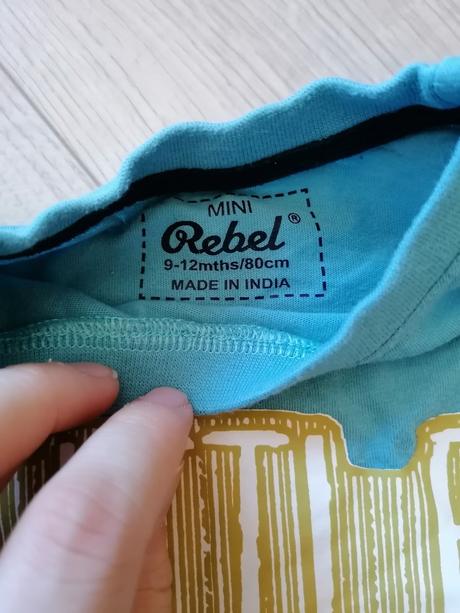 MINI
Rebel®
9-12mths/80cm
MADE IN INDIA